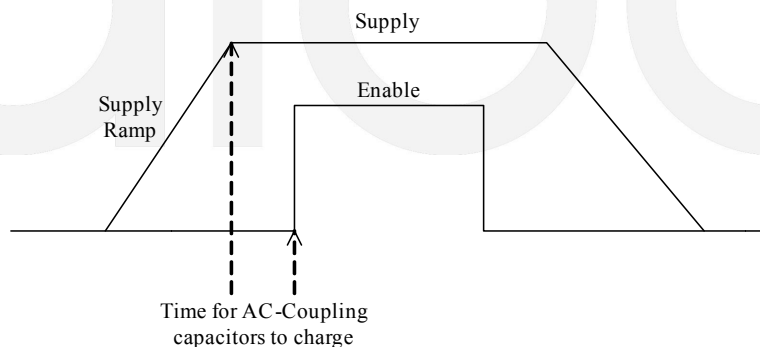 Supply
Enable
Supply
Ramp
Time for AC-Coupling
capacitors to charge